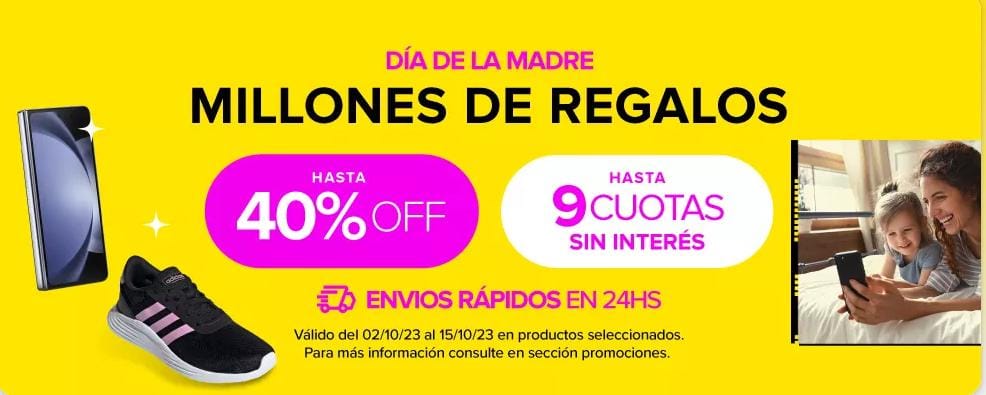 DÍA DE LA MADRE
MILLONES DE REGALOS
HASTA
40% OFF
HASTA
9 CUOTAS
SIN INTERÉS
ENVIOS RÁPIDOS EN 24HS
Válido del 02/10/23 al 15/10/23 en productos seleccionados.
Para más información consulte en sección promociones.
adidas